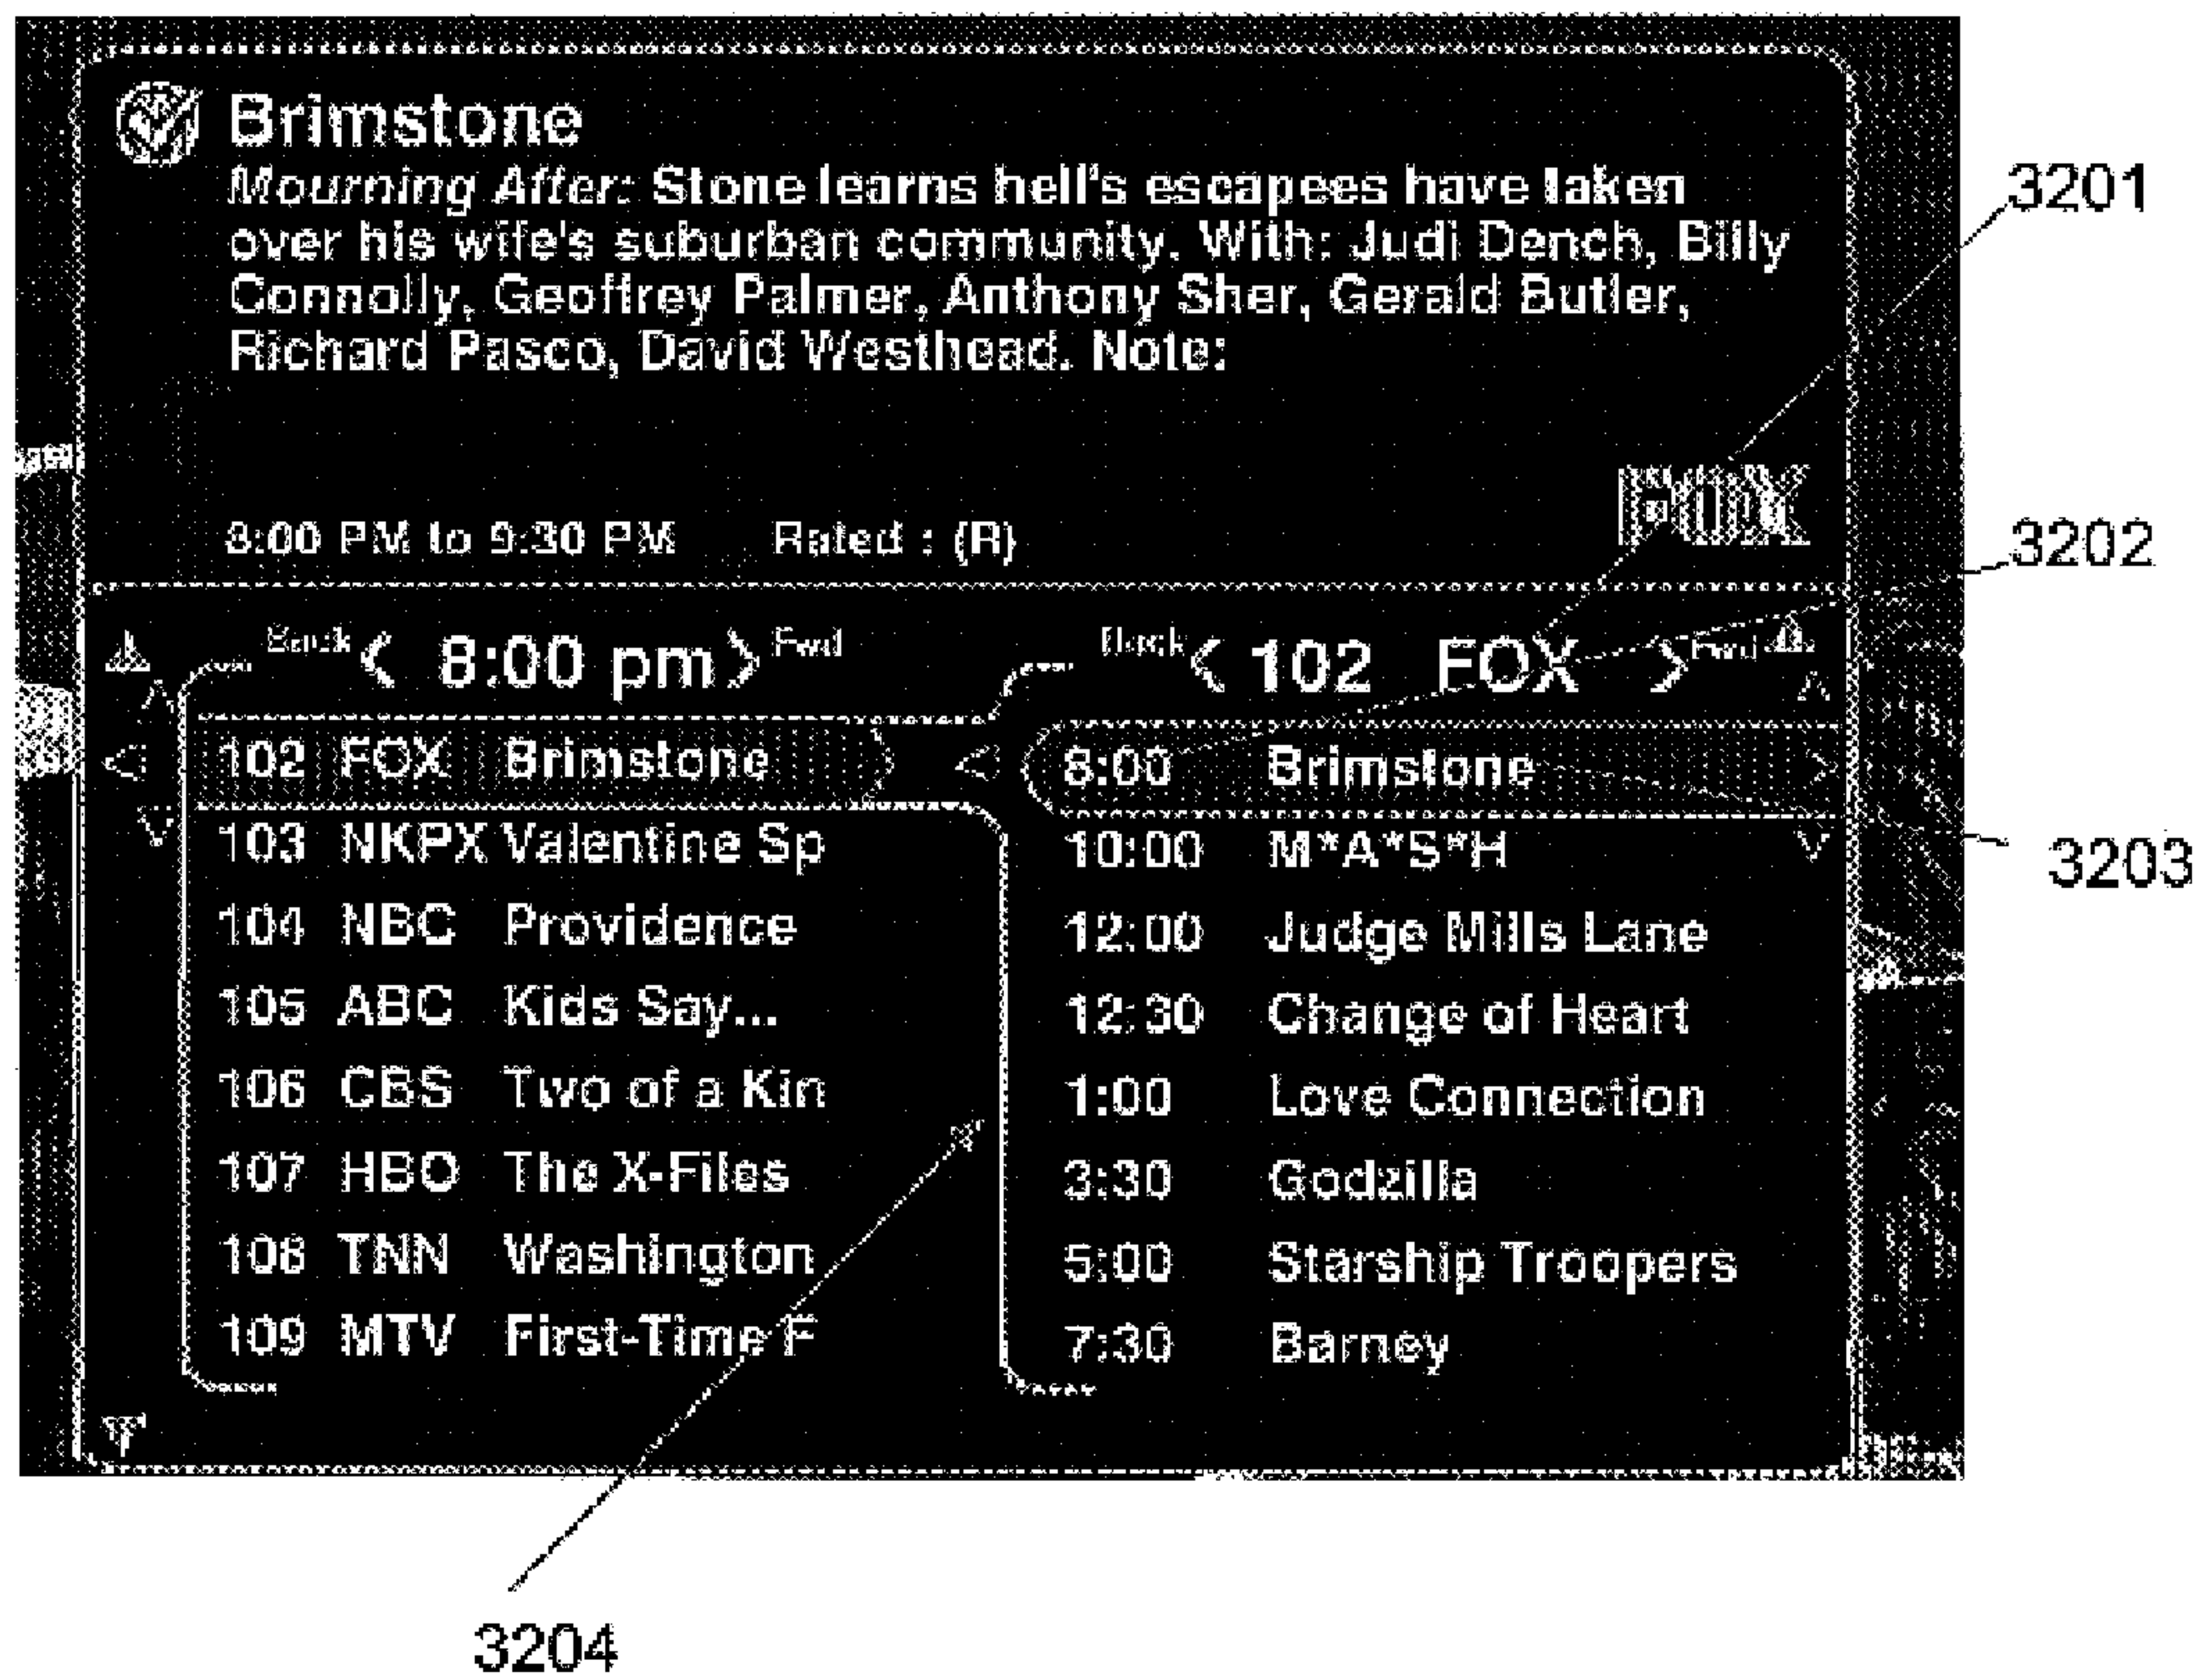 Brimstone
Mourning After: Stone learns hell's escapees have taken
over his wife's suburban community. With: Judi Dench, Billy
Connolly, Geoffrey Palmer, Anthony Sher, Gerald Butler,
Richard Pasco, David Westhead. Note:
FOX
8:00 PM to 9:30 PM Rated : (R)
Back < 8:00 pm > Fwd
Back < 102 FOX > Fwd
102 FOX Brimstone
103 NKPX Valentine Sp
104 NBC Providence
105 ABC Kids Say...
106 CBS Two of a Kin
107 HBO The X-Files
108 TNN Washington
109 MTV First-Time F
8:00 Brimstone
10:00 M*A*S*H
12:00 Judge Mills Lane
12:30 Change of Heart
1:00 Love Connection
3:30 Godzilla
5:00 Starship Troopers
7:30 Barney
3201
3202
3203
3204